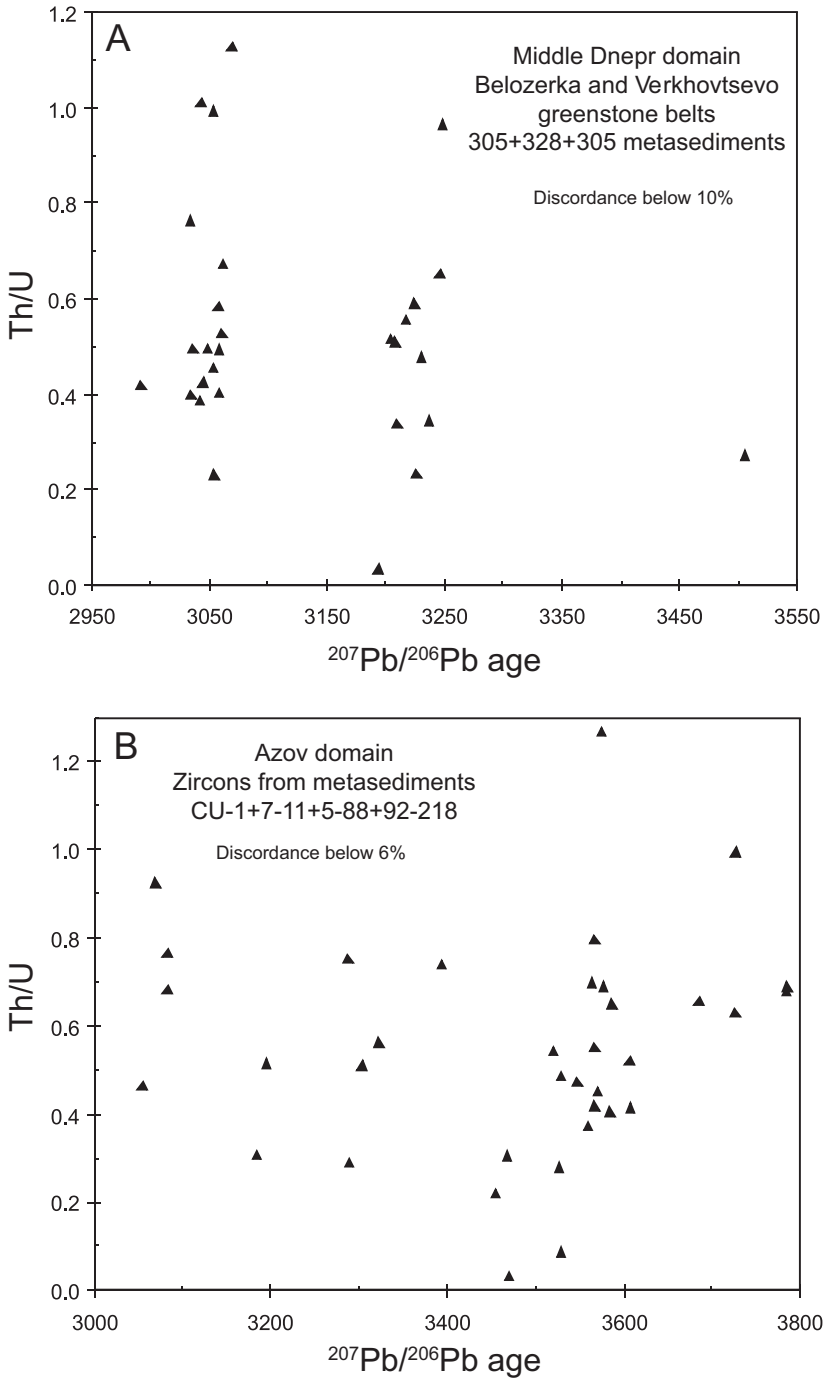 A
Middle Dnepr domain
Belozerka and Verkhovtsevo
greenstone belts
305+328+305 metasediments
Discordance below 10%
Th/U
1.2
1.0
0.8
0.6
0.4
0.2
0.0
2950 3050 3150 3250 3350 3450 3550
²⁰⁷Pb/²⁰⁶Pb age
B
Azov domain
Zircons from metasediments
CU-1+7-11+5-88+92-218
Discordance below 6%
Th/U
1.2
1.0
0.8
0.6
0.4
0.2
0.0
3000 3200 3400 3600 3800
²⁰⁷Pb/²⁰⁶Pb age